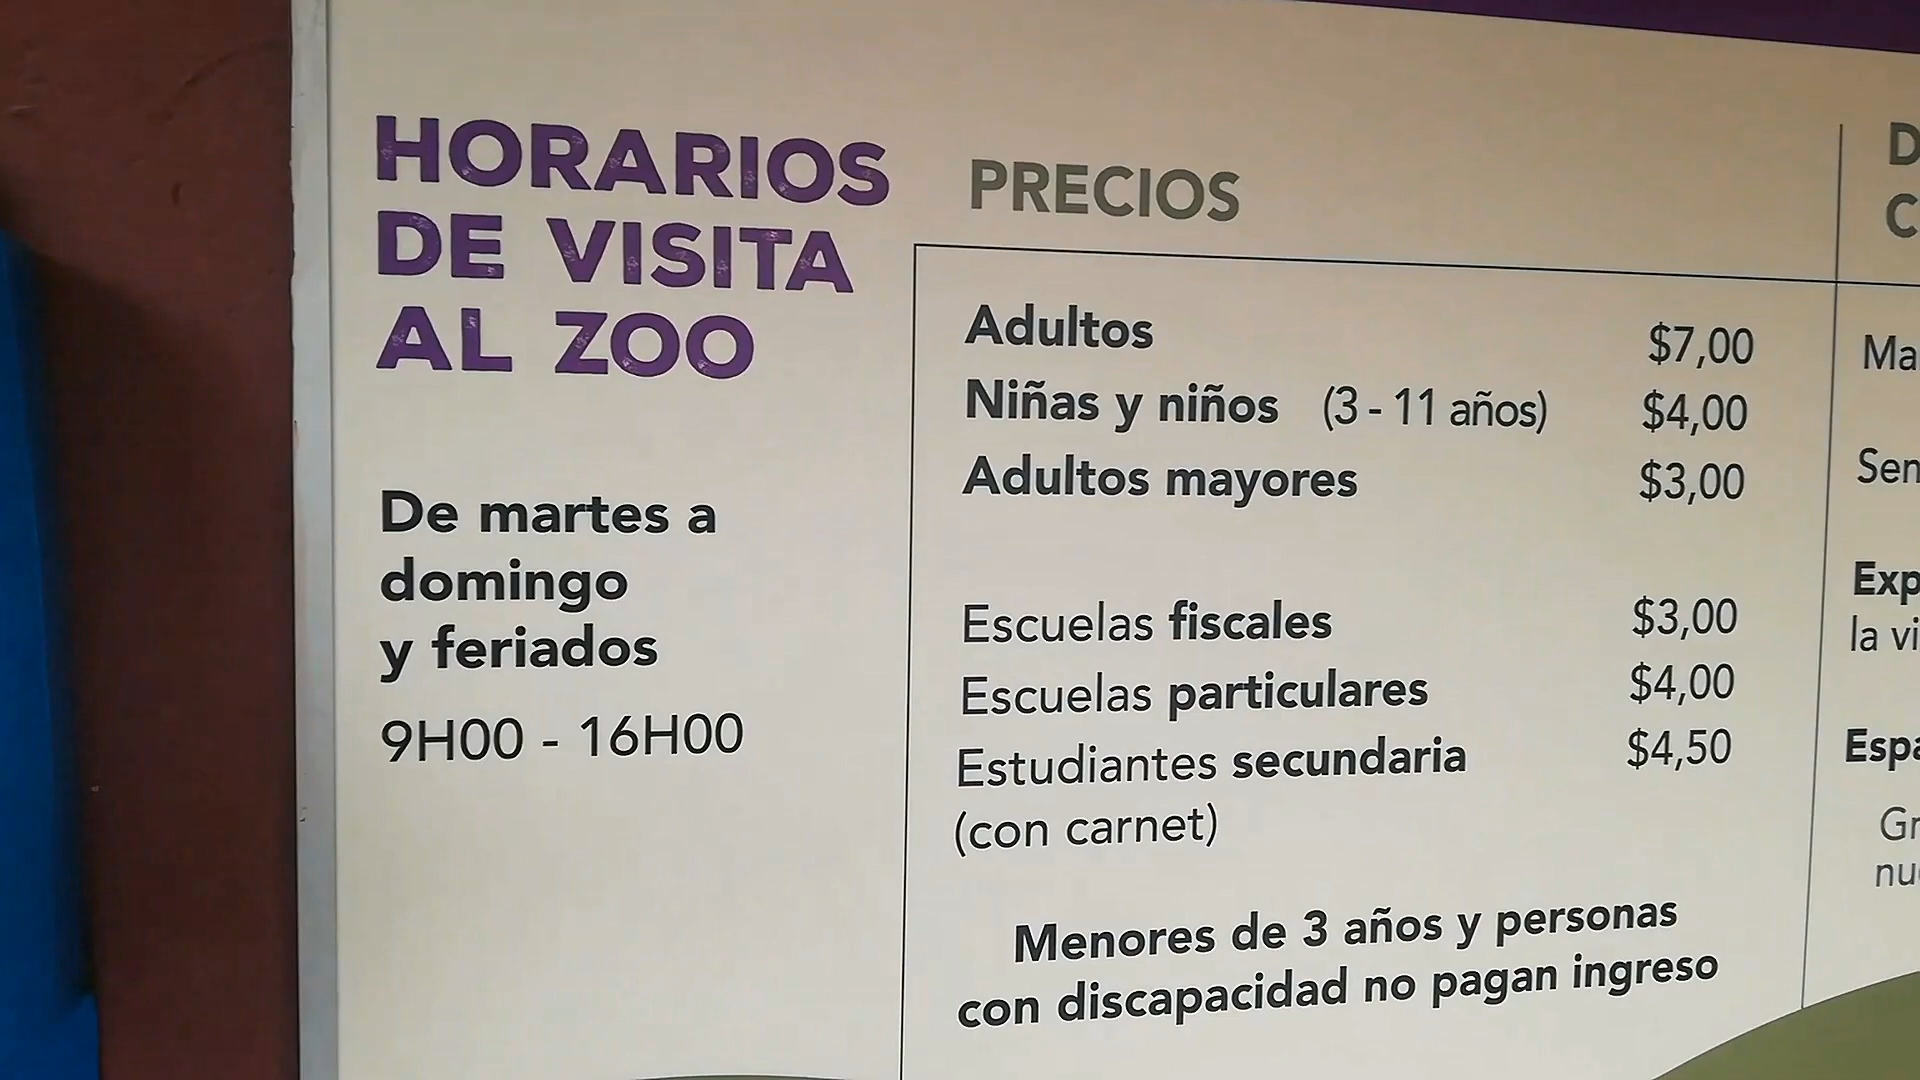 HORARIOS
DE VISITA
AL ZOO
De martes a
domingo
y feriados
9H00 - 16H00
PRECIOS
Adultos $7,00
Niñas y niños (3 - 11 años) $4,00
Adultos mayores $3,00
Escuelas fiscales $3,00
Escuelas particulares $4,00
Estudiantes secundaria $4,50
(con carnet)
Menores de 3 años y personas
con discapacidad no pagan ingreso
la